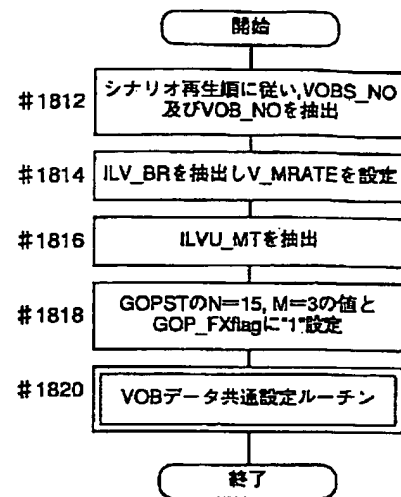 開始
#1812
シナリオ再生順に従い,VOBS_NO
及びVOB_NOを抽出
#1814
ILV_BRを抽出しV_MRATEを設定
#1816
ILVU_MTを抽出
#1818
GOPSTのN=15, M=3の値と
GOP_FXflagに"1"設定
#1820
VOBデータ共通設定ルーチン
終了